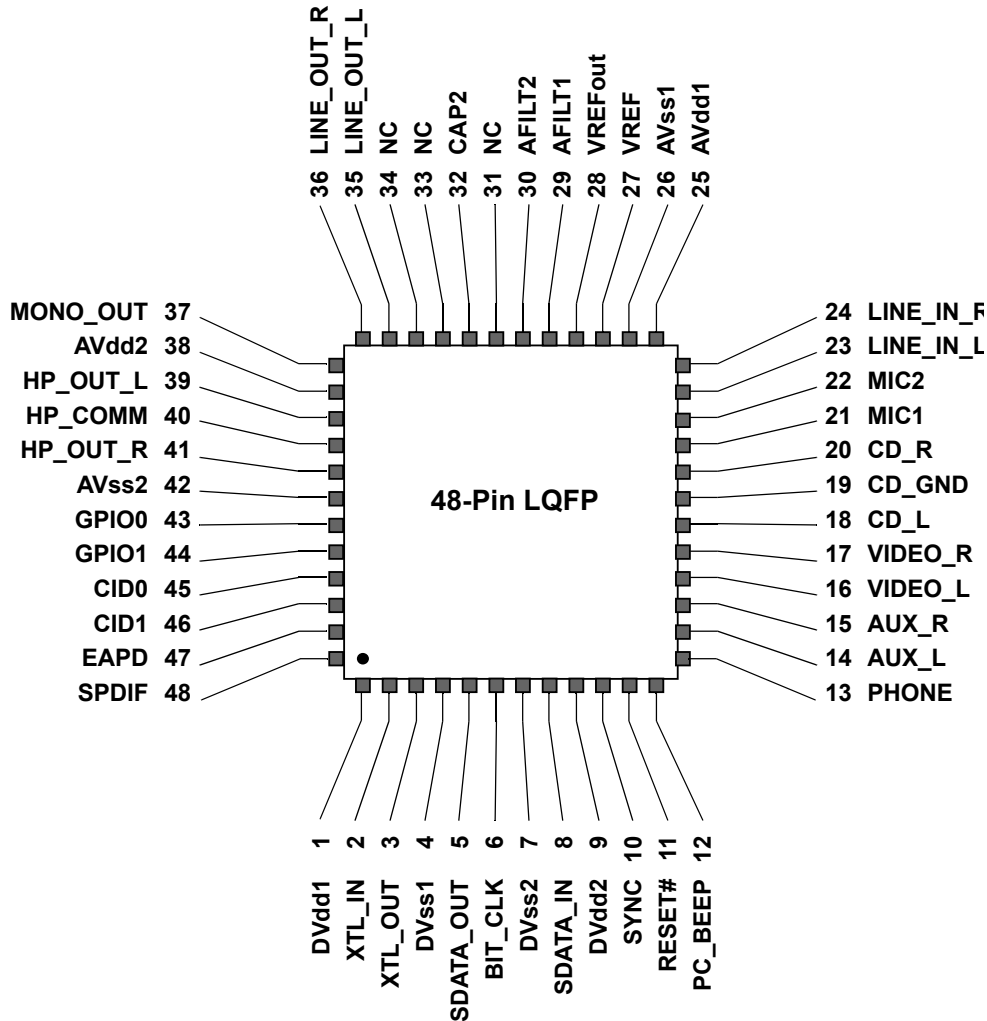 36 LINE_OUT_R
35 LINE_OUT_L
34 NC
33 NC
32 CAP2
31 NC
30 AFILT2
29 AFILT1
28 VREFout
27 VREF
26 AVss1
25 AVdd1
MONO_OUT 37
AVdd2 38
HP_OUT_L 39
HP_COMM 40
HP_OUT_R 41
AVss2 42
GPIO0 43
GPIO1 44
CID0 45
CID1 46
EAPD 47
SPDIF 48
48-Pin LQFP
24 LINE_IN_R
23 LINE_IN_L
22 MIC2
21 MIC1
20 CD_R
19 CD_GND
18 CD_L
17 VIDEO_R
16 VIDEO_L
15 AUX_R
14 AUX_L
13 PHONE
DVdd1 1
XTL_IN 2
XTL_OUT 3
DVss1 4
SDATA_OUT 5
BIT_CLK 6
DVss2 7
SDATA_IN 8
DVdd2 9
SYNC 10
RESET# 11
PC_BEEP 12